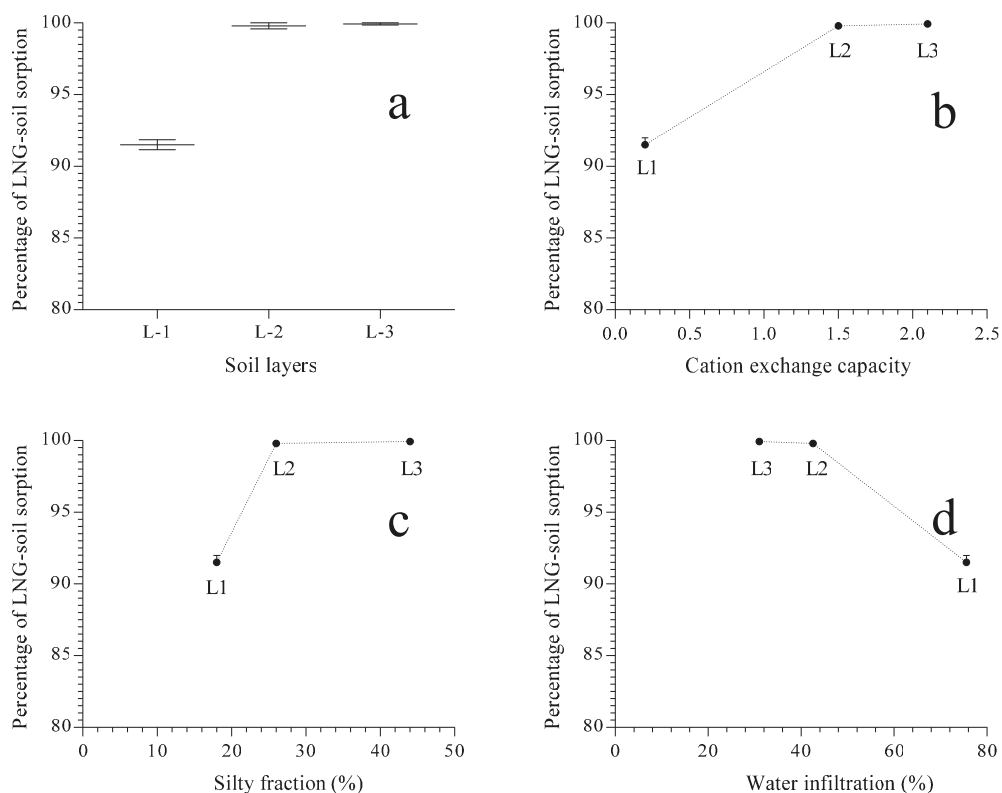 Percentage of LNG-soil sorption
100
95
90
85
80
a
L-1 L-2 L-3
Soil layers
Percentage of LNG-soil sorption
100
95
90
85
80
L2 L3
b
L1
0.0 0.5 1.0 1.5 2.0 2.5
Cation exchange capacity
Percentage of LNG-soil sorption
100
95
90
85
80
L2 L3
c
L1
0 10 20 30 40 50
Silty fraction (%)
Percentage of LNG-soil sorption
100
95
90
85
80
L3 L2
d
L1
0 20 40 60 80
Water infiltration (%)